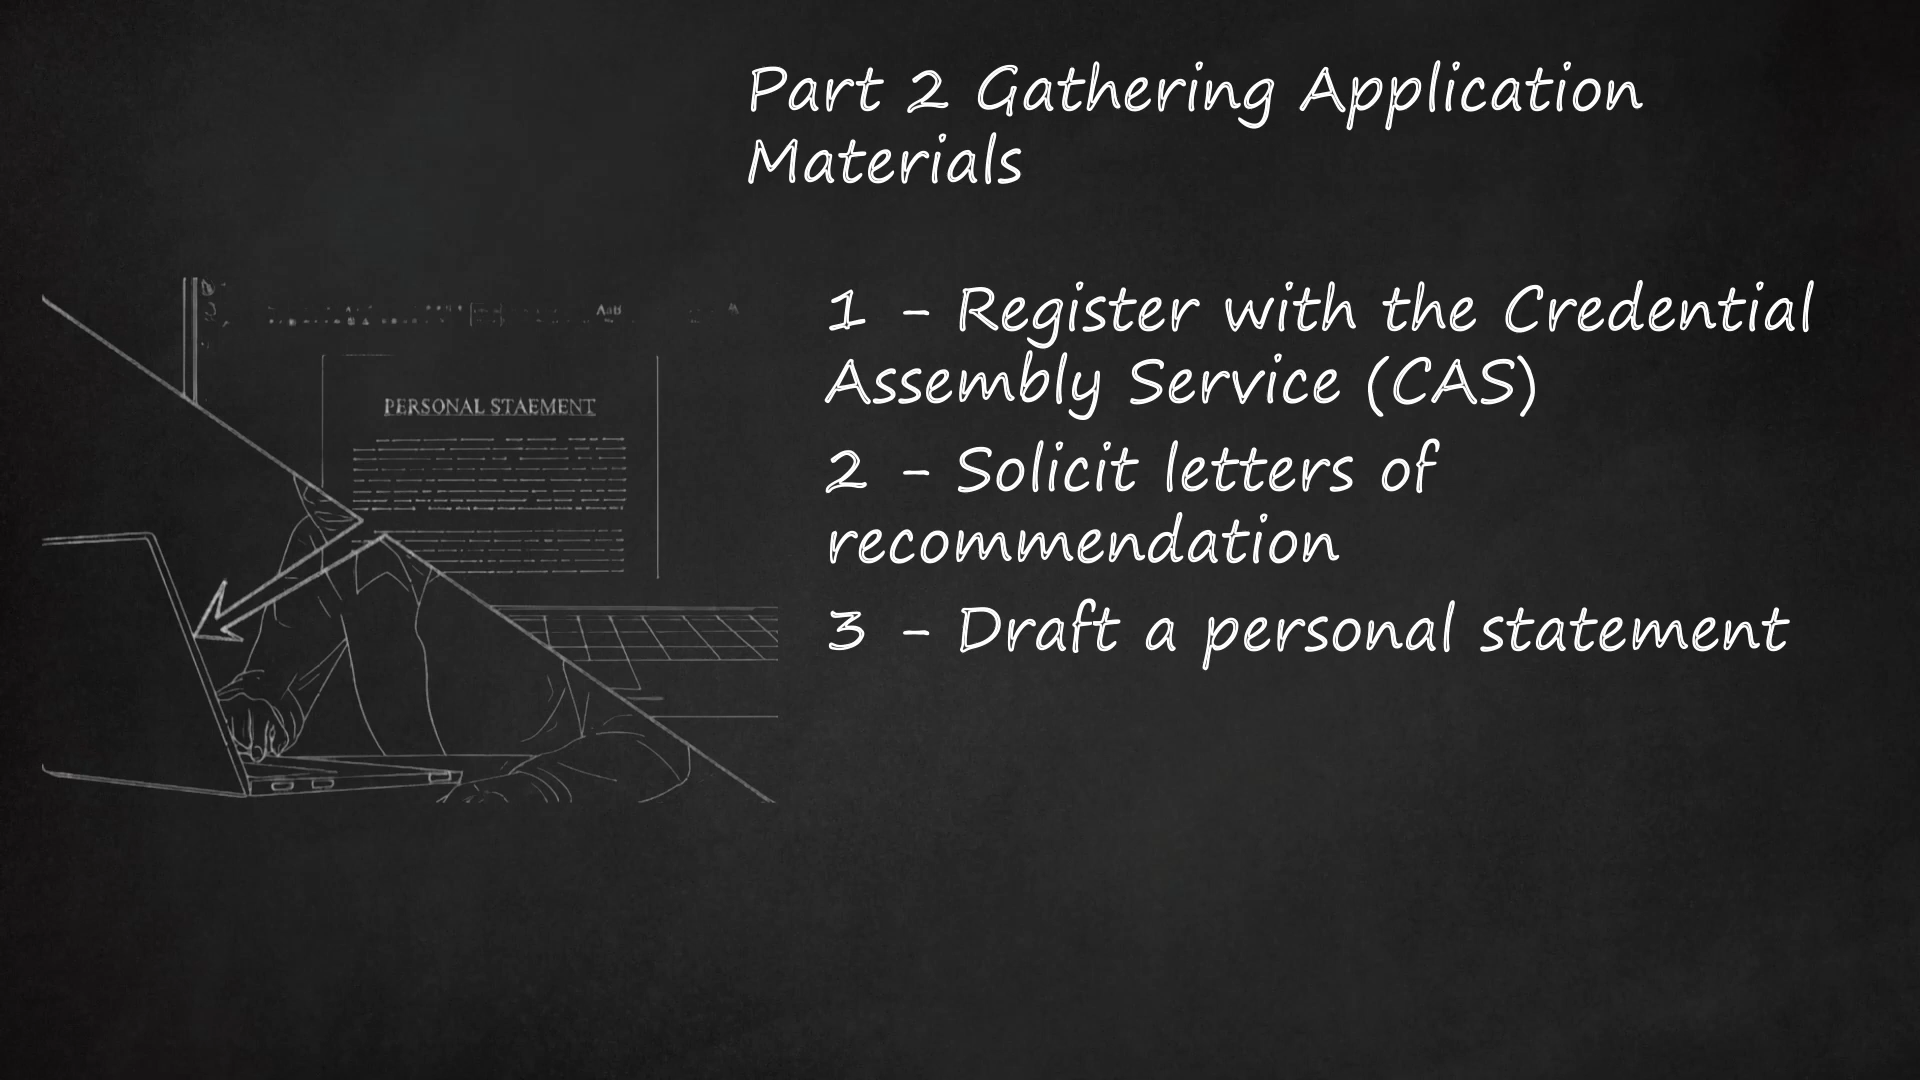 Part 2 Gathering Application
Materials
1 - Register with the Credential
Assembly Service (CAS)
2 - Solicit letters of
recommendation
3 - Draft a personal statement
PERSONAL STAEMENT